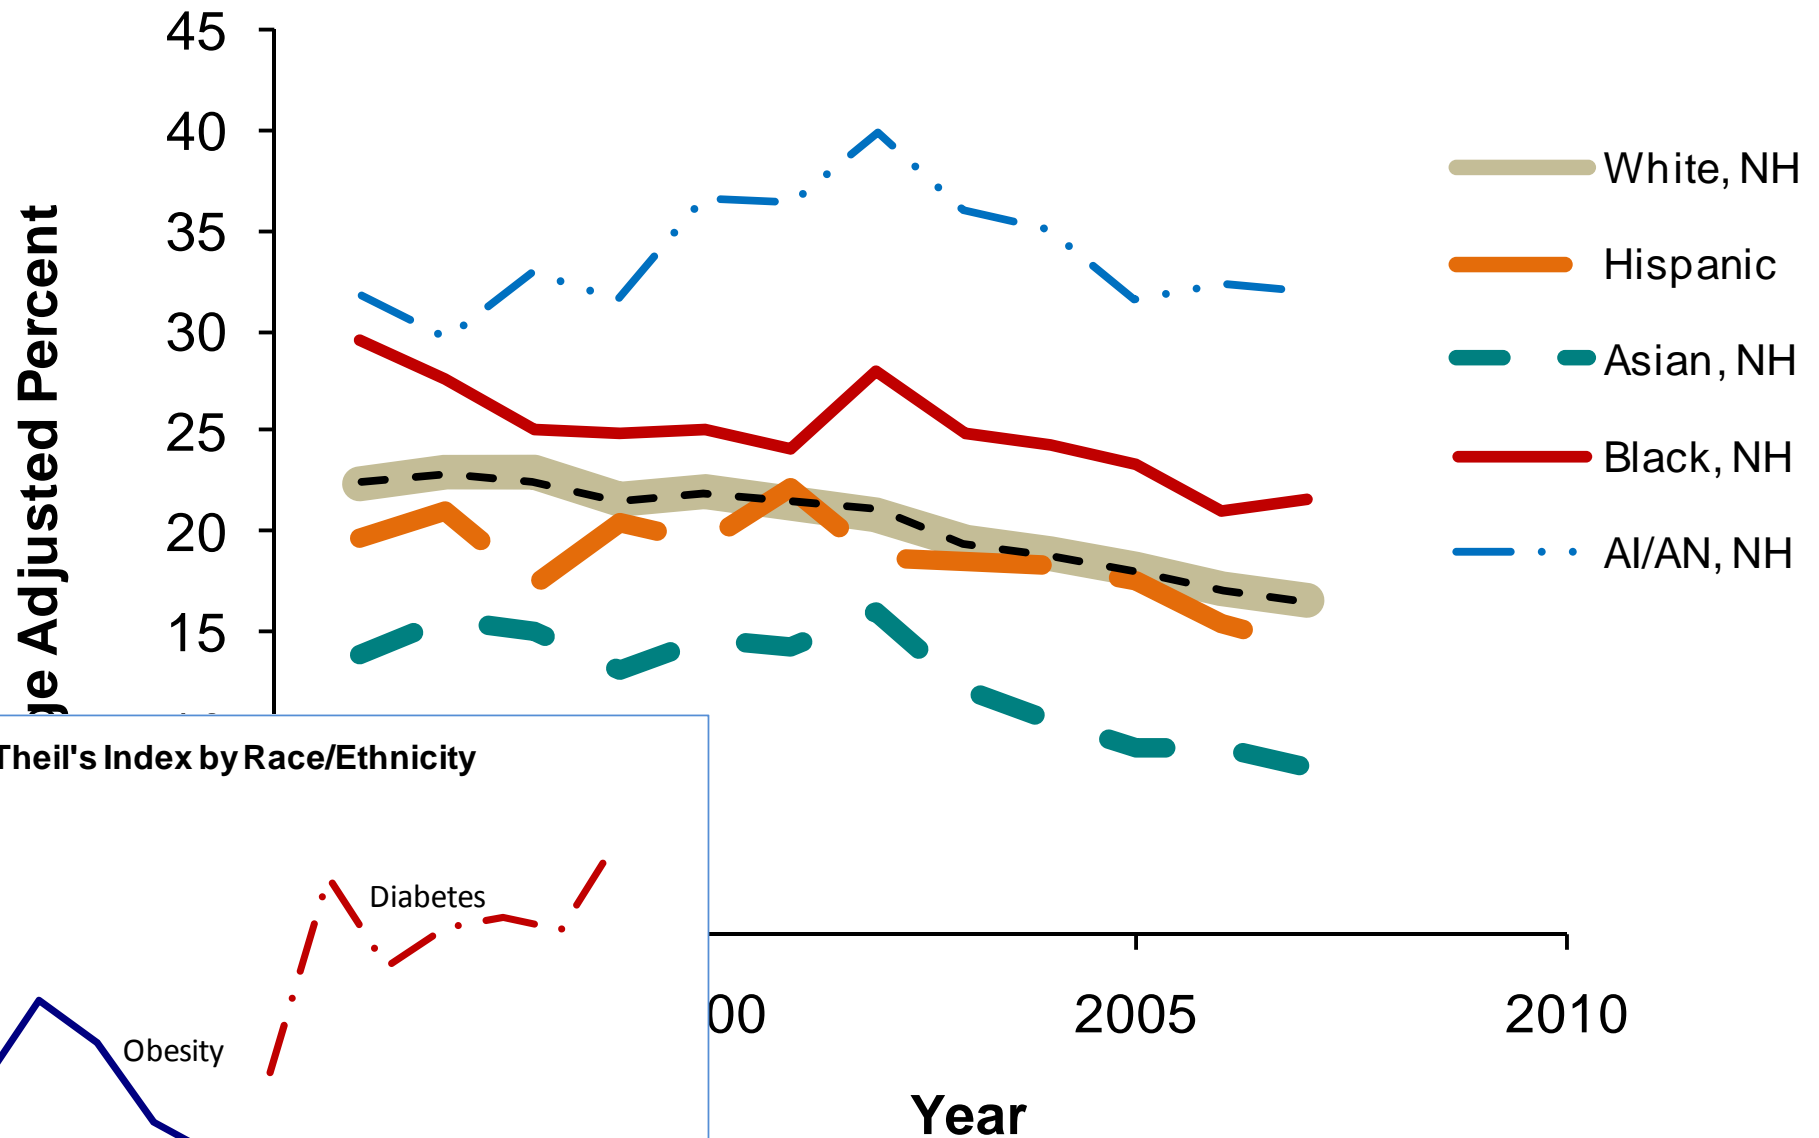 45
40
35
30
25
20
15
ge Adjusted Percent
White, NH
Hispanic
Asian, NH
Black, NH
AI/AN, NH
Theil's Index by Race/Ethnicity
Diabetes
Obesity
00
2005
2010
Year